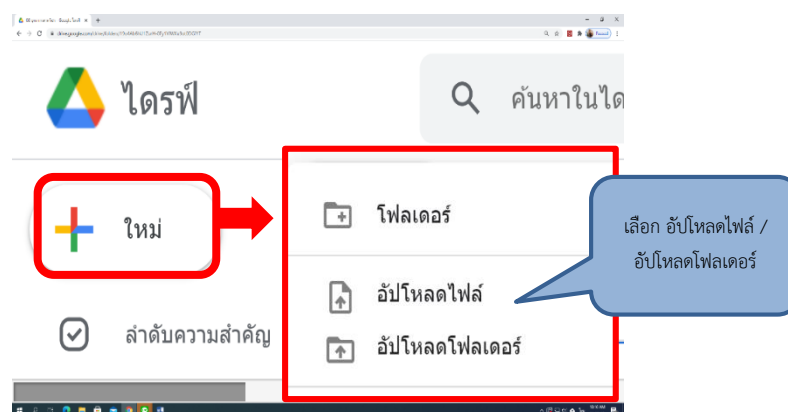 ไดรฟ์
ค้นหาในได
ใหม่
โฟลเดอร์
อัปโหลดไฟล์
อัปโหลดโฟลเดอร์
ลำดับความสำคัญ
เลือก อัปโหลดไฟล์ /
อัปโหลดโฟลเดอร์